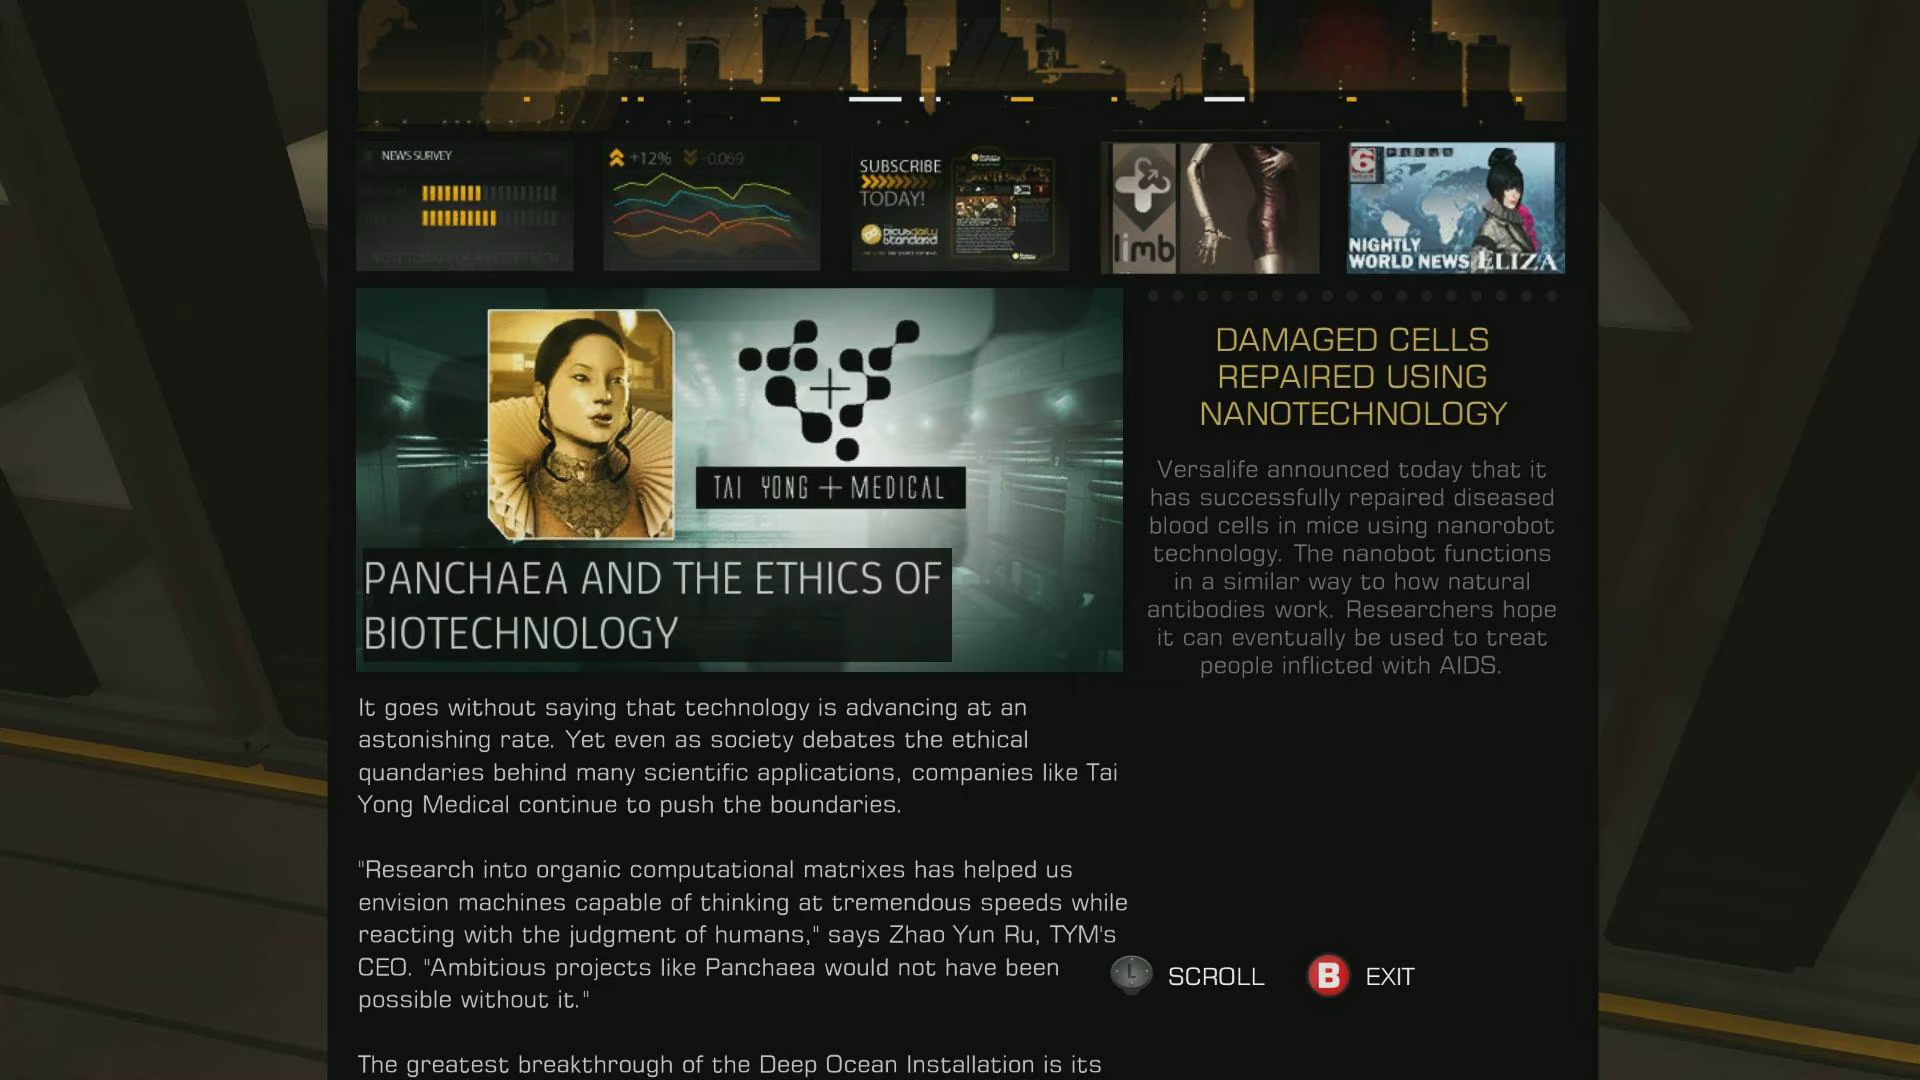 NEWS SURVEY
+12% -0.069
SUBSCRIBE
TODAY!
picusdaily
standard
limb
6
PICUS
NIGHTLY
WORLD NEWS ELIZA
TAI YONG + MEDICAL
PANCHAEA AND THE ETHICS OF
BIOTECHNOLOGY
It goes without saying that technology is advancing at an
astonishing rate. Yet even as society debates the ethical
quandaries behind many scientific applications, companies like Tai
Yong Medical continue to push the boundaries.
"Research into organic computational matrixes has helped us
envision machines capable of thinking at tremendous speeds while
reacting with the judgment of humans," says Zhao Yun Ru, TYM's
CEO. "Ambitious projects like Panchaea would not have been
possible without it."
The greatest breakthrough of the Deep Ocean Installation is its
DAMAGED CELLS
REPAIRED USING
NANOTECHNOLOGY
Versalife announced today that it
has successfully repaired diseased
blood cells in mice using nanorobot
technology. The nanobot functions
in a similar way to how natural
antibodies work. Researchers hope
it can eventually be used to treat
people inflicted with AIDS.
L SCROLL B EXIT